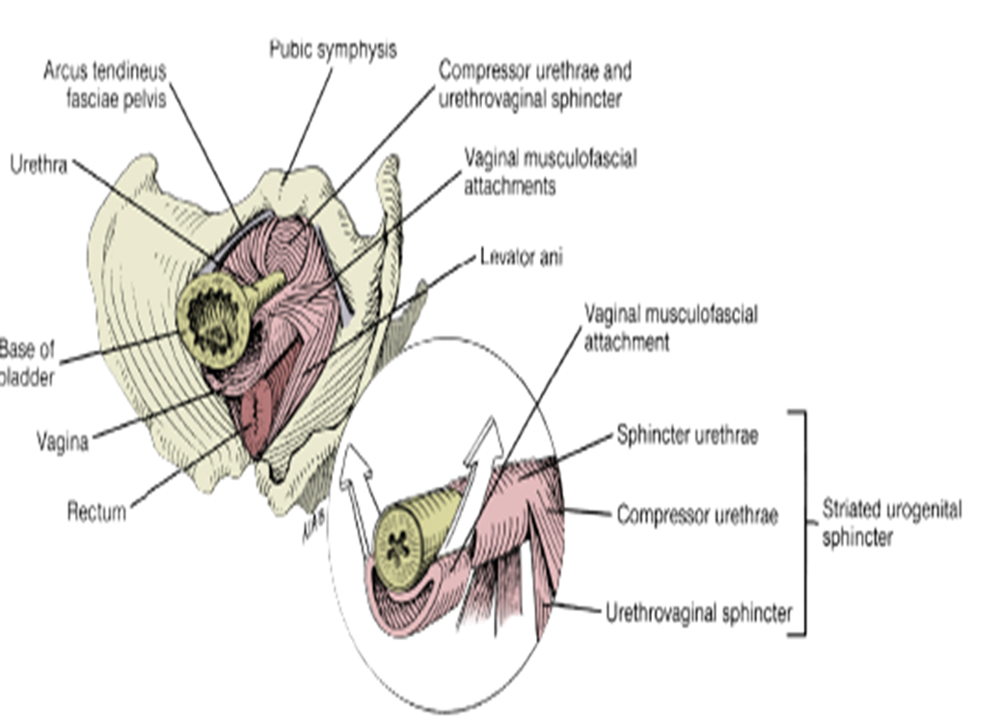 Pubic symphysis
Arcus tendineus
fasciae pelvis
Compressor urethrae and
urethrovaginal sphincter
Urethra
Vaginal musculofascial
attachments
Levator ani
Base of
bladder
Vagina
Rectum
Vaginal musculofascial
attachment
Sphincter urethrae
Compressor urethrae
Urethrovaginal sphincter
Striated urogenital
sphincter